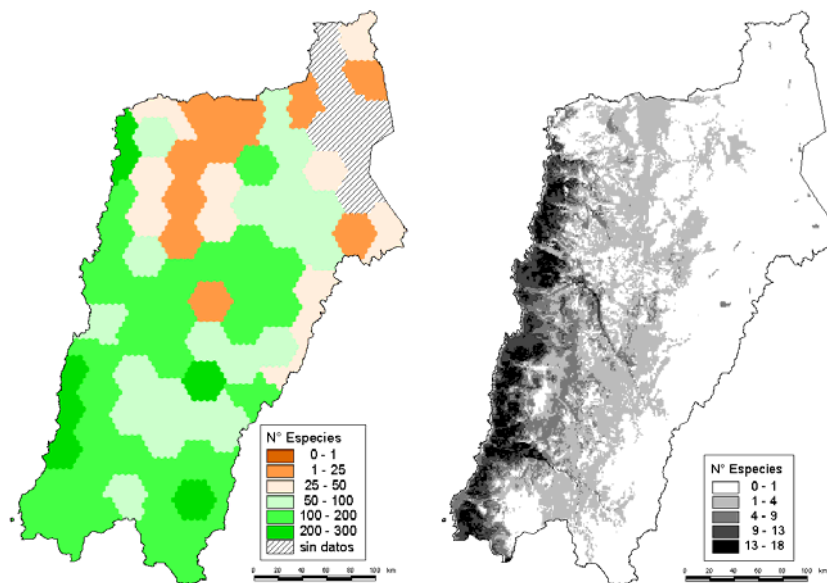 N° Especies
0 - 1
1 - 25
25 - 50
50 - 100
100 - 200
200 - 300
sin datos
0 20 40 60 80 100 km
N° Especies
0 - 1
1 - 4
4 - 9
9 - 13
13 - 18
0 20 40 60 80 100 km